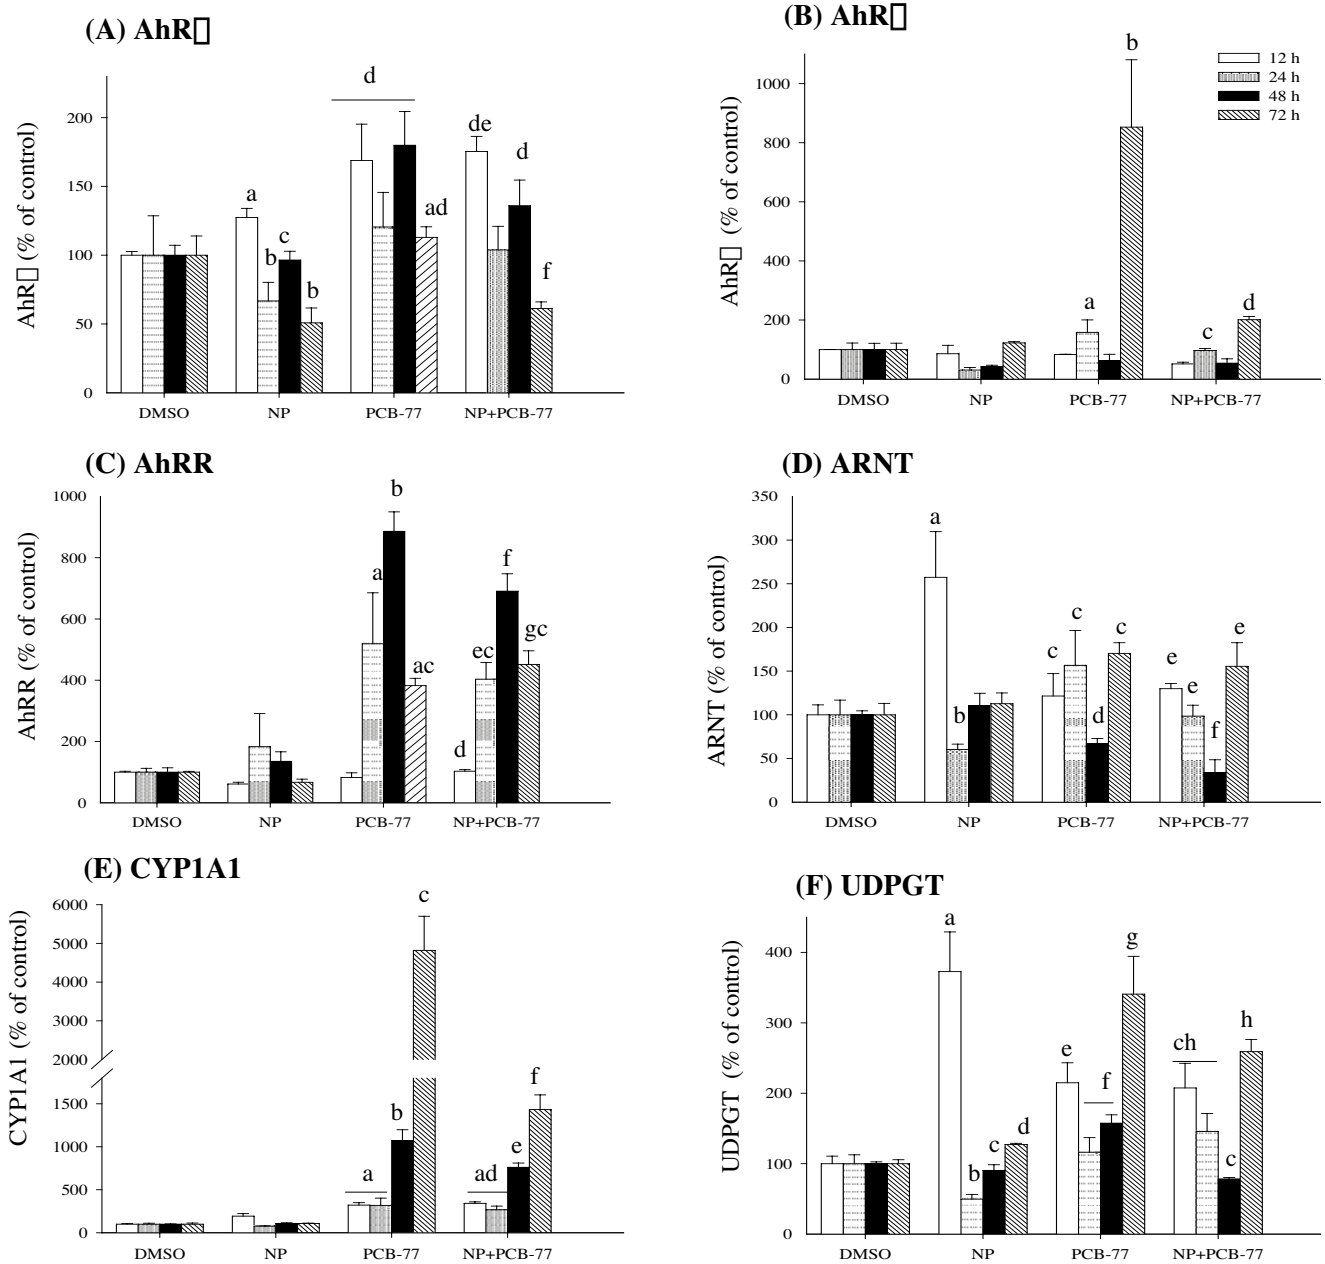 (A) AhR▯
AhR▯ (% of control)
200
150
100
50
0
a
b
c
b
d
ad
de
d
f
DMSO NP PCB-77 NP+PCB-77
(B) AhR▯
AhR▯ (% of control)
1000
800
600
400
200
0
a
b
c
d
12 h
24 h
48 h
72 h
DMSO NP PCB-77 NP+PCB-77
(C) AhRR
AhRR (% of control)
1000
800
600
400
200
0
a
b
ac
d
ec
f
gc
DMSO NP PCB-77 NP+PCB-77
(D) ARNT
ARNT (% of control)
350
300
250
200
150
100
50
0
a
b
c
c
d
c
e
e
f
e
DMSO NP PCB-77 NP+PCB-77
(E) CYP1A1
CYP1A1 (% of control)
6000
5000
4000
3000
2000
1500
1000
500
0
a
b
c
ad
e
f
DMSO NP PCB-77 NP+PCB-77
(F) UDPGT
UDPGT (% of control)
400
300
200
100
0
a
b
c
d
e
f
g
ch
c
h
DMSO NP PCB-77 NP+PCB-77